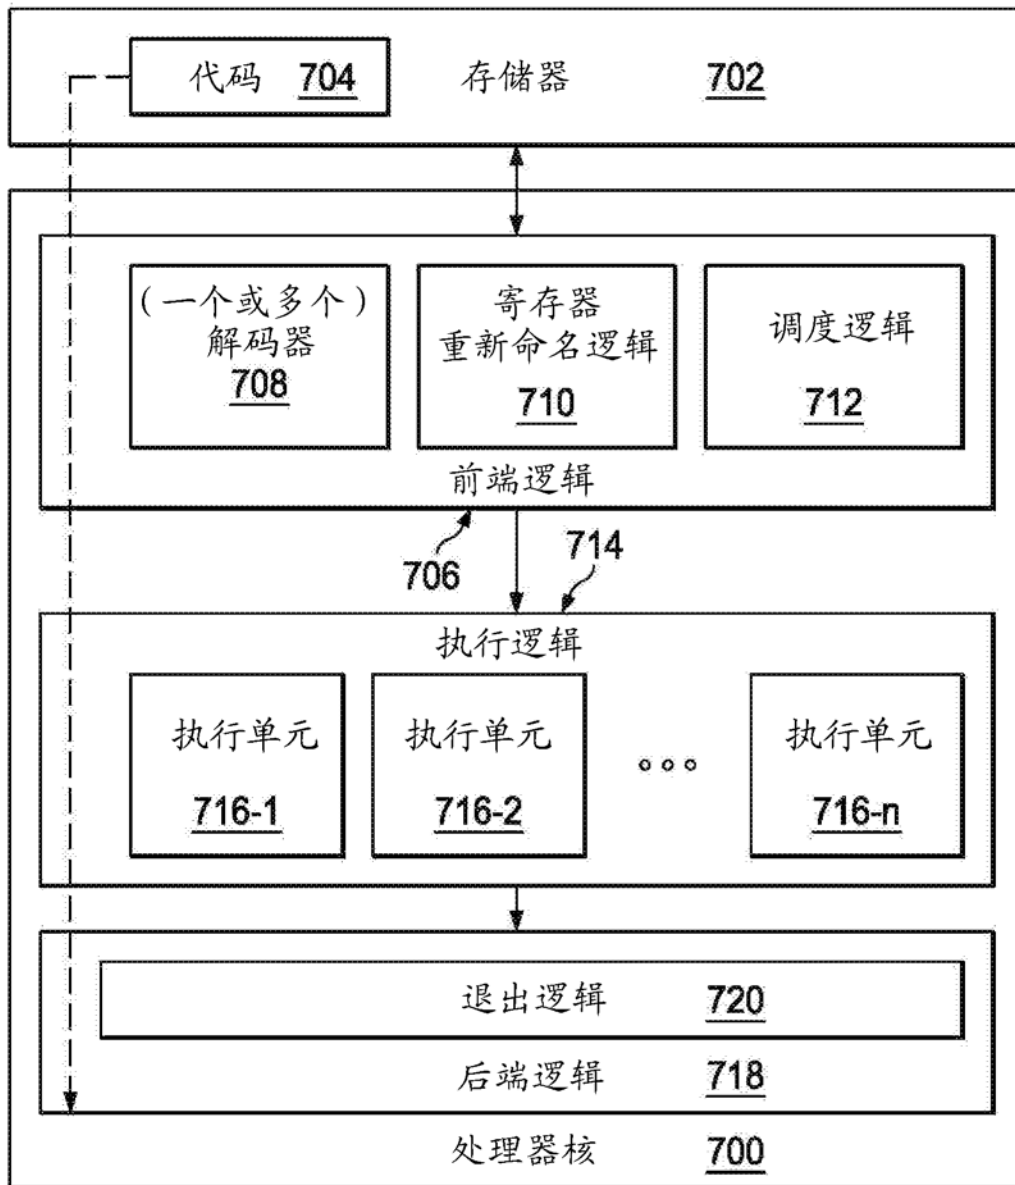 代码 704
存储器 702
(一个或多个)
解码器
708
寄存器
重新命名逻辑
710
调度逻辑
712
前端逻辑
706
714
执行逻辑
执行单元
716-1
执行单元
716-2
执行单元
716-n
退出逻辑 720
后端逻辑 718
处理器核 700